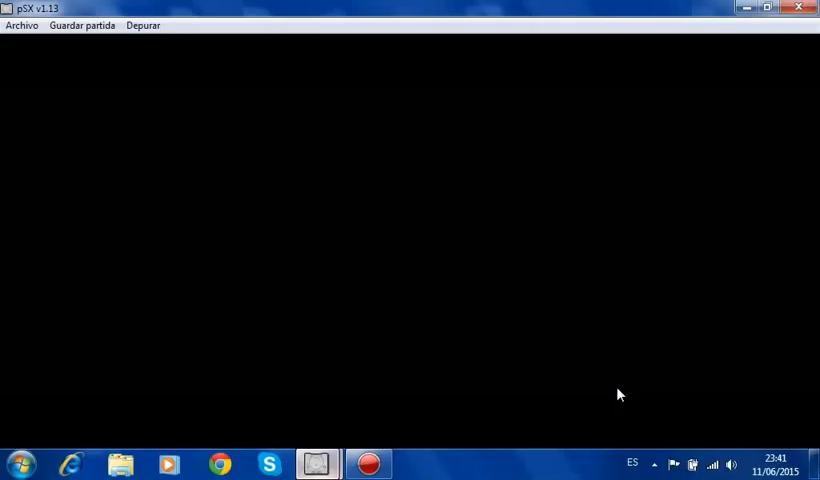 pSX v1.13
Archivo Guardar partida Depurar
ES
23:41
11/06/2015